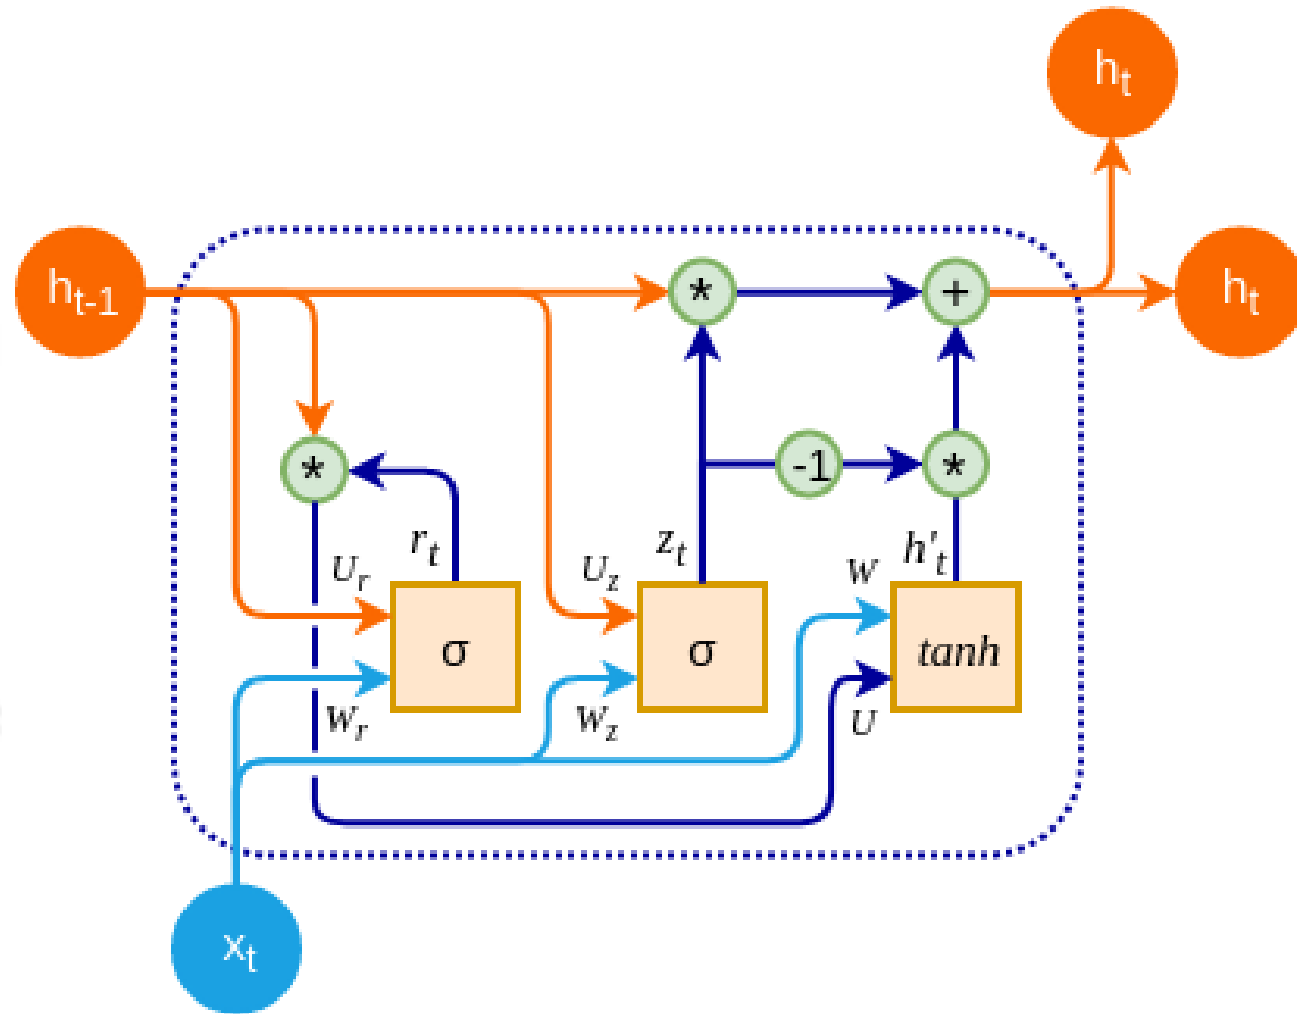 hₜ
hₜ₋₁
*
+
hₜ
*
-1
*
rₜ
zₜ
h'ₜ
Uᵣ
U_z
W
σ
σ
tanh
Wᵣ
W_z
U
xₜ